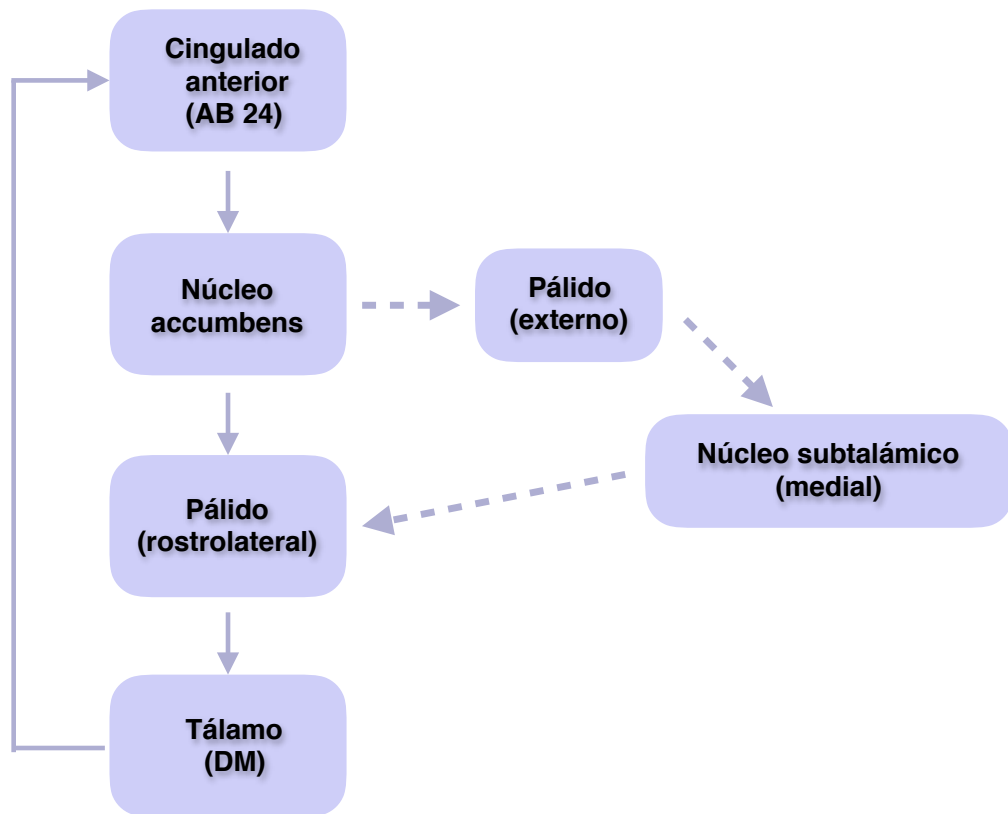 Cingulado
anterior
(AB 24)
Núcleo
accumbens
Pálido
(externo)
Núcleo subtalámico
(medial)
Pálido
(rostrolateral)
Tálamo
(DM)